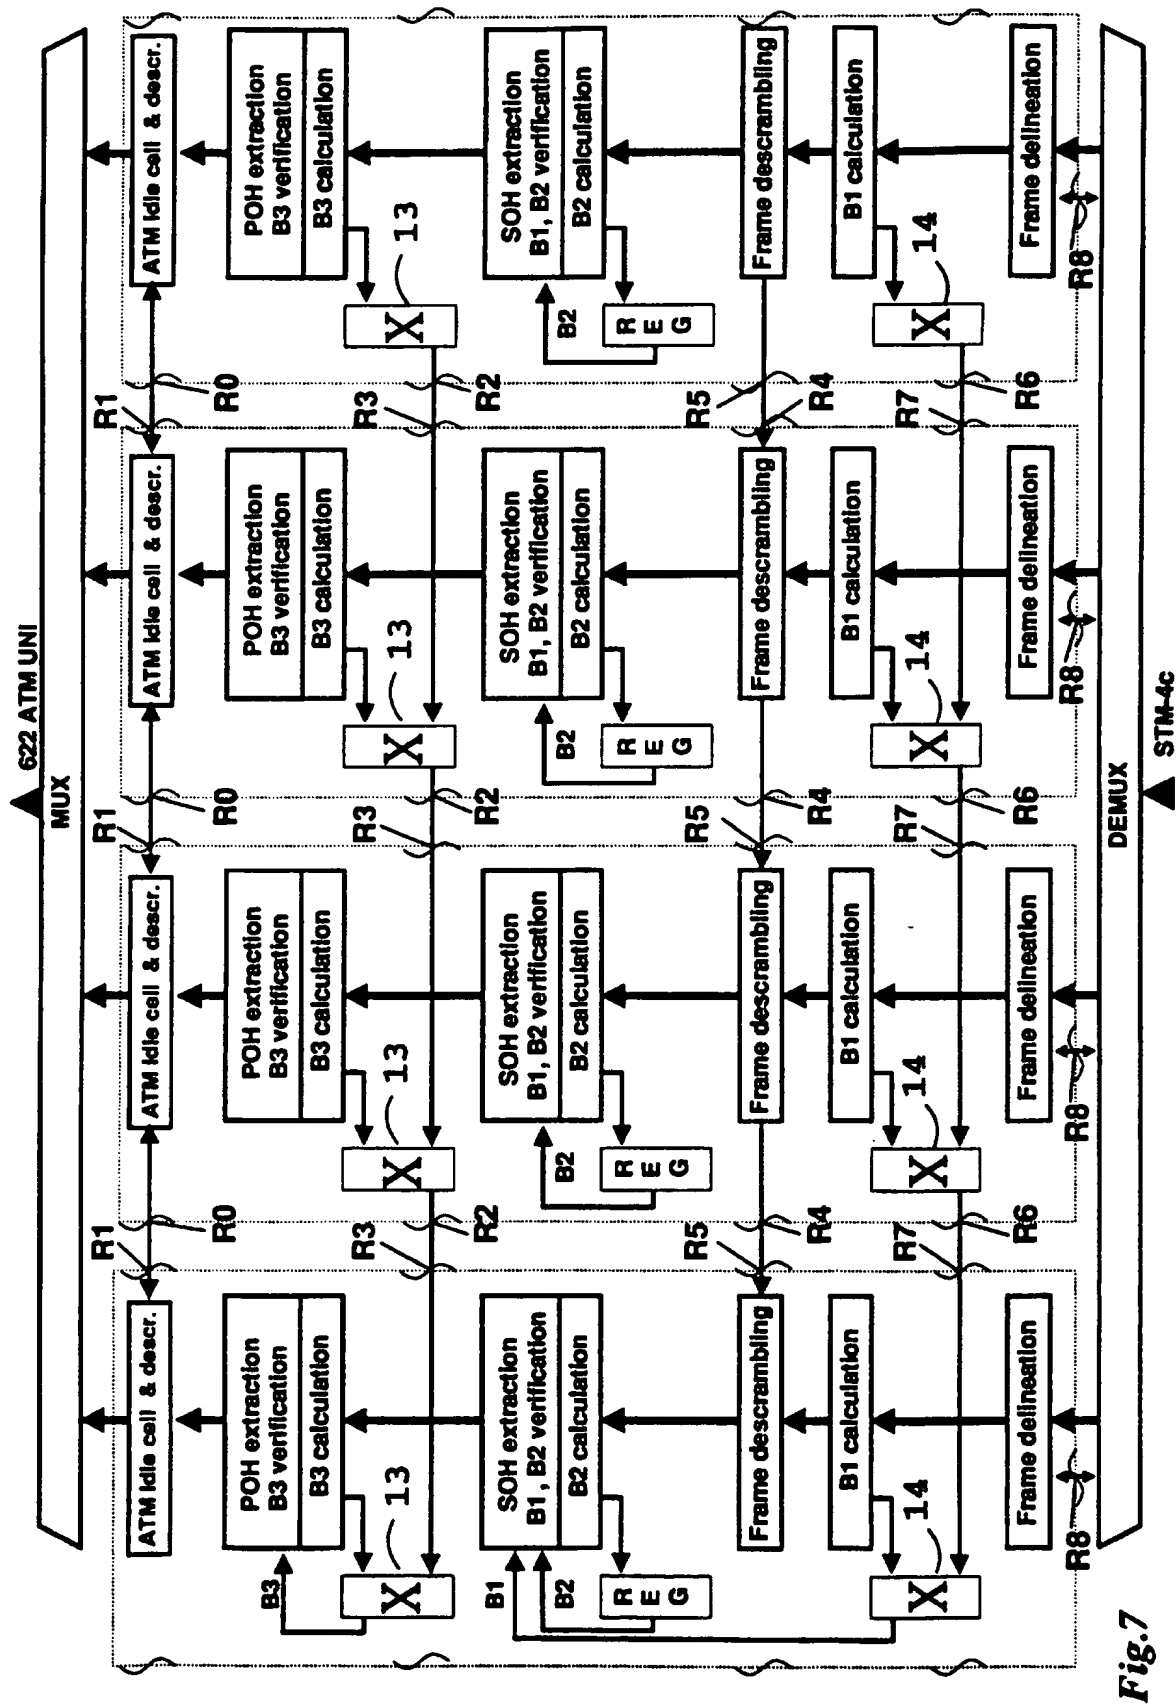 622 ATM UNI
MUX
R1 R1 R1
ATM Idle cell & descr. ATM Idle cell & descr. ATM Idle cell & descr. ATM Idle cell & descr.
R0 R0 R0
POH extraction POH extraction POH extraction POH extraction
B3 B3 verification B3 verification B3 verification B3 verification
B3 calculation B3 calculation B3 calculation B3 calculation
R3 R3 R3
13 13 13 13
X X X X
R2 R2 R2
B1 SOH extraction SOH extraction SOH extraction SOH extraction
B1, B2 verification B1, B2 verification B1, B2 verification B1, B2 verification
B2 B2 calculation B2 B2 calculation B2 B2 calculation B2 B2 calculation
REG REG REG REG
R5 R5 R5
Frame descrambling Frame descrambling Frame descrambling Frame descrambling
R4 R4 R4
B1 calculation B1 calculation B1 calculation B1 calculation
R7 R7 R7
14 14 14 14
X X X X
R6 R6 R6
Frame delineation Frame delineation Frame delineation Frame delineation
R8 R8 R8 R8
DEMUX
STM-4c
Fig.7